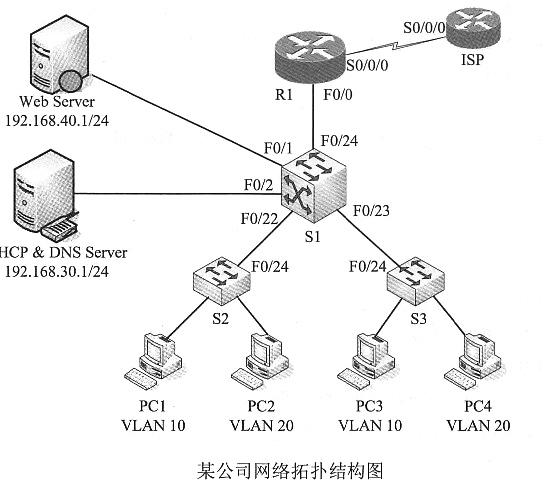 S0/0/0
ISP
S0/0/0
R1
F0/0
Web Server
192.168.40.1/24
F0/1
F0/24
F0/2
F0/22
F0/23
S1
HCP & DNS Server
192.168.30.1/24
F0/24
F0/24
S2
S3
PC1
VLAN 10
PC2
VLAN 20
PC3
VLAN 10
PC4
VLAN 20
某公司网络拓扑结构图